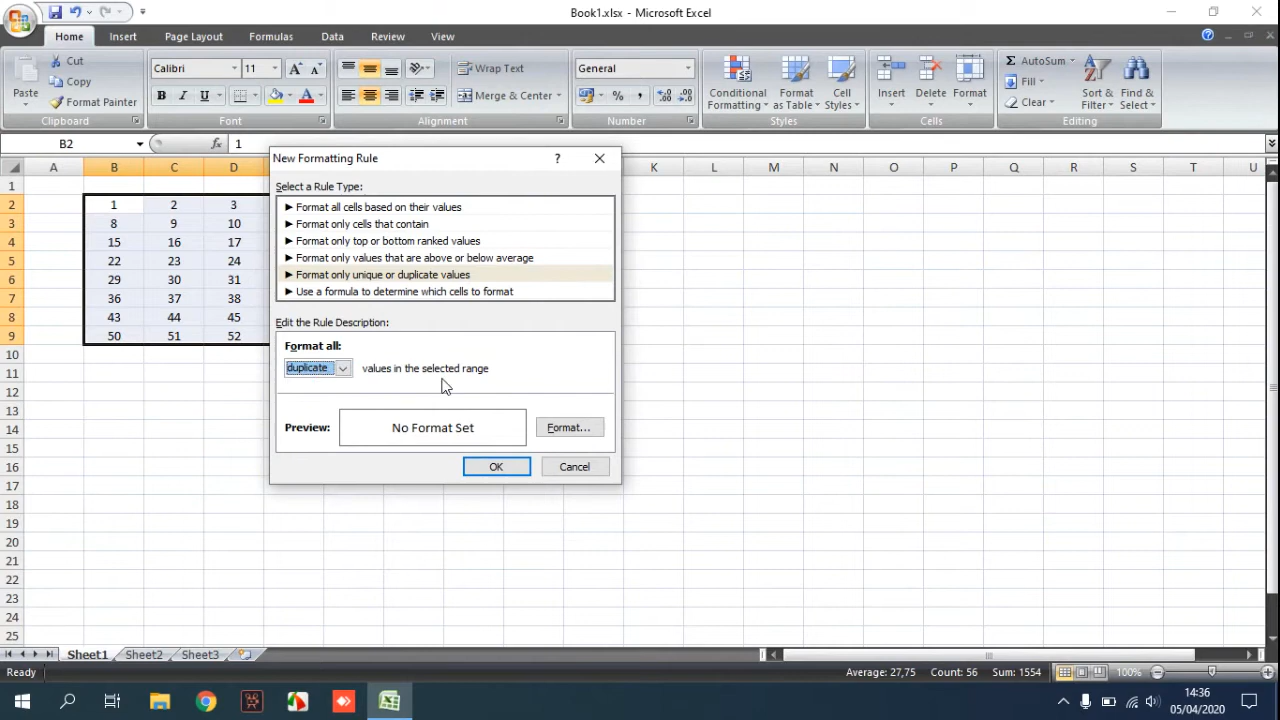 Book1.xlsx - Microsoft Excel
Home Insert Page Layout Formulas Data Review View
Paste
Cut
Copy
Format Painter
Clipboard
Calibri 11
B I U
Font
Wrap Text
Merge & Center
Alignment
General
% ,
Number
Conditional Formatting
Format as Table
Cell Styles
Styles
Insert Delete Format
Cells
Σ AutoSum
Fill
Clear
Sort & Filter
Find & Select
Editing
B2 fx 1
A B C D K L M N O P Q R S T U
1
2 1 2 3
3 8 9 10
4 15 16 17
5 22 23 24
6 29 30 31
7 36 37 38
8 43 44 45
9 50 51 52
10
11
12
13
14
15
16
17
18
19
20
21
22
23
24
25
New Formatting Rule ?
Select a Rule Type:
► Format all cells based on their values
► Format only cells that contain
► Format only top or bottom ranked values
► Format only values that are above or below average
► Format only unique or duplicate values
► Use a formula to determine which cells to format
Edit the Rule Description:
Format all:
duplicate values in the selected range
Preview: No Format Set Format...
OK Cancel
Sheet1 Sheet2 Sheet3
Ready Average: 27,75 Count: 56 Sum: 1554 100%
14:36
05/04/2020